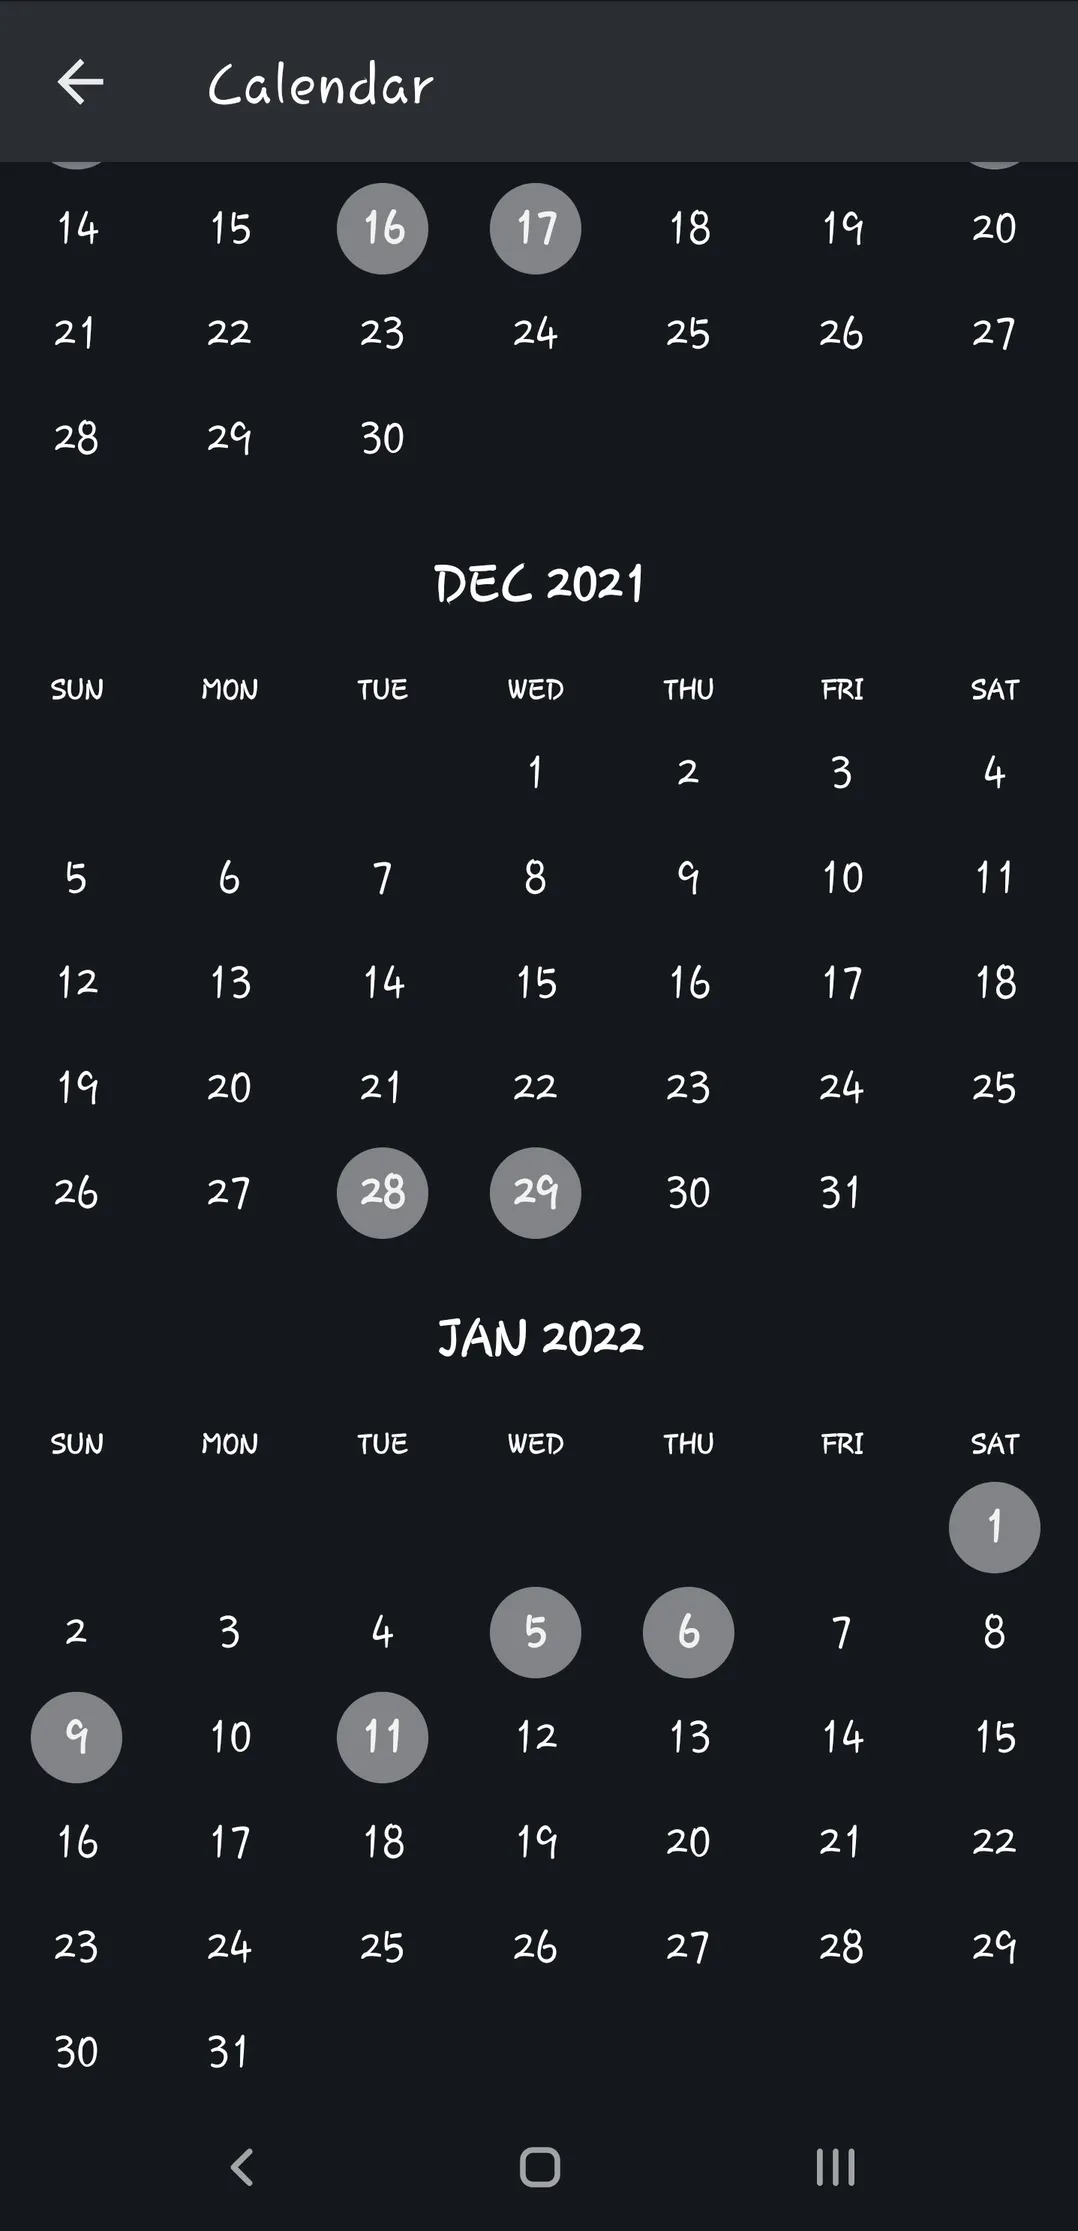 Calendar
14 15 16 17 18 19 20
21 22 23 24 25 26 27
28 29 30
DEC 2021
SUN MON TUE WED THU FRI SAT
1 2 3 4
5 6 7 8 9 10 11
12 13 14 15 16 17 18
19 20 21 22 23 24 25
26 27 28 29 30 31
JAN 2022
SUN MON TUE WED THU FRI SAT
1
2 3 4 5 6 7 8
9 10 11 12 13 14 15
16 17 18 19 20 21 22
23 24 25 26 27 28 29
30 31